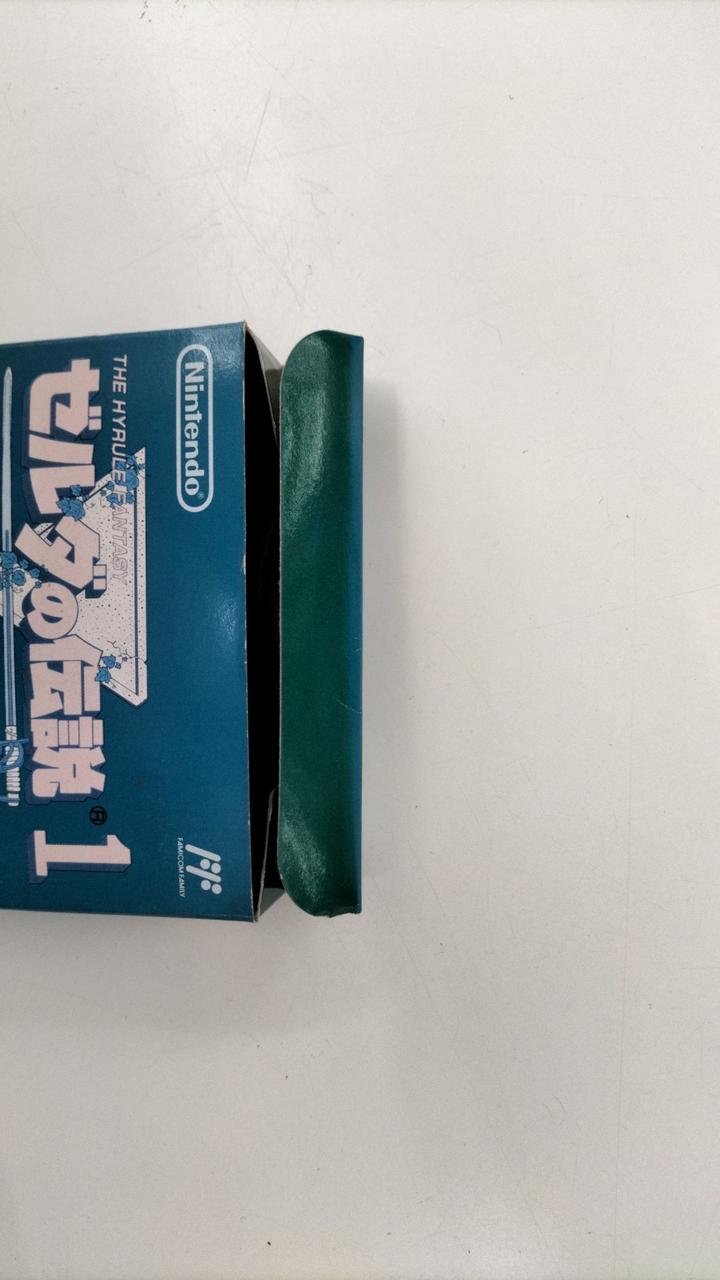 Nintendo®
THE HYRULE FANTASY
ゼルダの伝説® 1
FAMICOM FAMILY